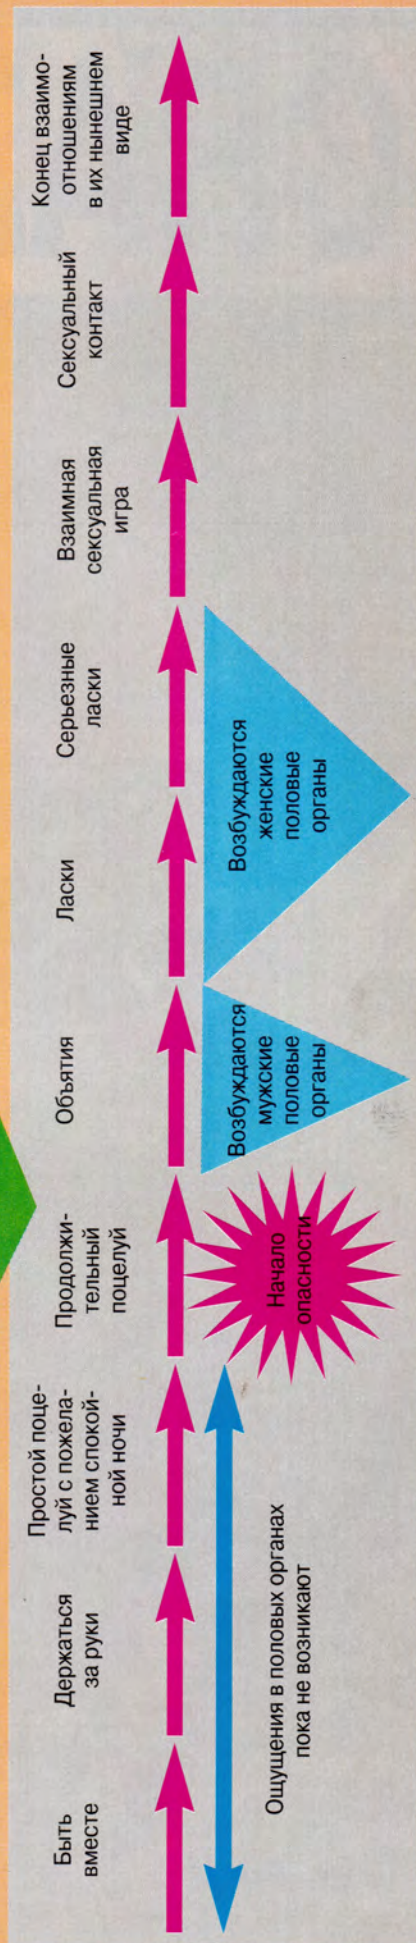 Быть
вместе
Держаться
за руки
Простой поце-
луй с пожела-
нием спокой-
ной ночи
Продолжи-
тельный
поцелуй
Объятия
Ласки
Серьезные
ласки
Взаимная
сексуальная
игра
Сексуальный
контакт
Конец взаимо-
отношениям
в их нынешнем
виде
Ощущения в половых органах
пока не возникают
Начало
опасности
Возбуждаются
мужские
половые
органы
Возбуждаются
женские
половые
органы